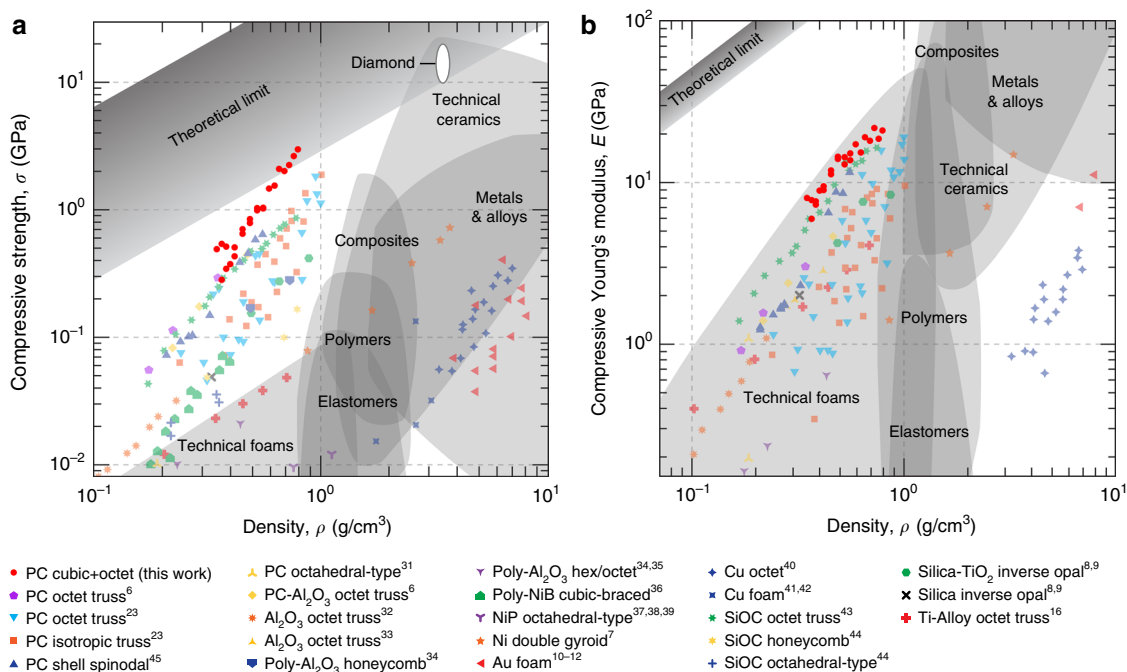 a
b
Compressive strength, σ (GPa)
10¹
10⁰
10⁻¹
10⁻²
10⁻¹
10⁰
10¹
Density, ρ (g/cm³)
Theoretical limit
Diamond
Technical ceramics
Metals & alloys
Composites
Polymers
Elastomers
Technical foams
Compressive Young's modulus, E (GPa)
10²
10¹
10⁰
10⁻¹
10⁰
10¹
Density, ρ (g/cm³)
Theoretical limit
Composites
Metals & alloys
Technical ceramics
Polymers
Technical foams
Elastomers
PC cubic+octet (this work)
PC octet truss⁶
PC octet truss²³
PC isotropic truss²³
PC shell spinodal⁴⁵
PC octahedral-type³¹
PC-Al₂O₃ octet truss⁶
Al₂O₃ octet truss³²
Al₂O₃ octet truss³³
Poly-Al₂O₃ honeycomb³⁴
Poly-Al₂O₃ hex/octet³⁴,³⁵
Poly-NiB cubic-braced³⁶
NiP octahedral-type³⁷,³⁸,³⁹
Ni double gyroid⁷
Au foam¹⁰⁻¹²
Cu octet⁴⁰
Cu foam⁴¹,⁴²
SiOC octet truss⁴³
SiOC honeycomb⁴⁴
SiOC octahedral-type⁴⁴
Silica-TiO₂ inverse opal⁸,⁹
Silica inverse opal⁸,⁹
Ti-Alloy octet truss¹⁶